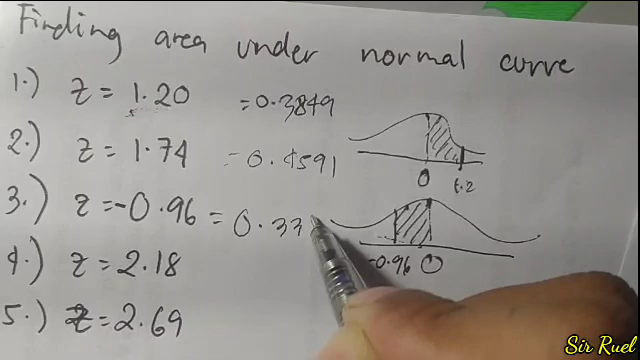 Finding area under normal curve
1.) z = 1.20 = 0.3849
2.) z = 1.74 = 0.4591
0 1.2
3.) z = -0.96 = 0.33
-0.96 0
4.) z = 2.18
5.) z = 2.69
Sir Ruel